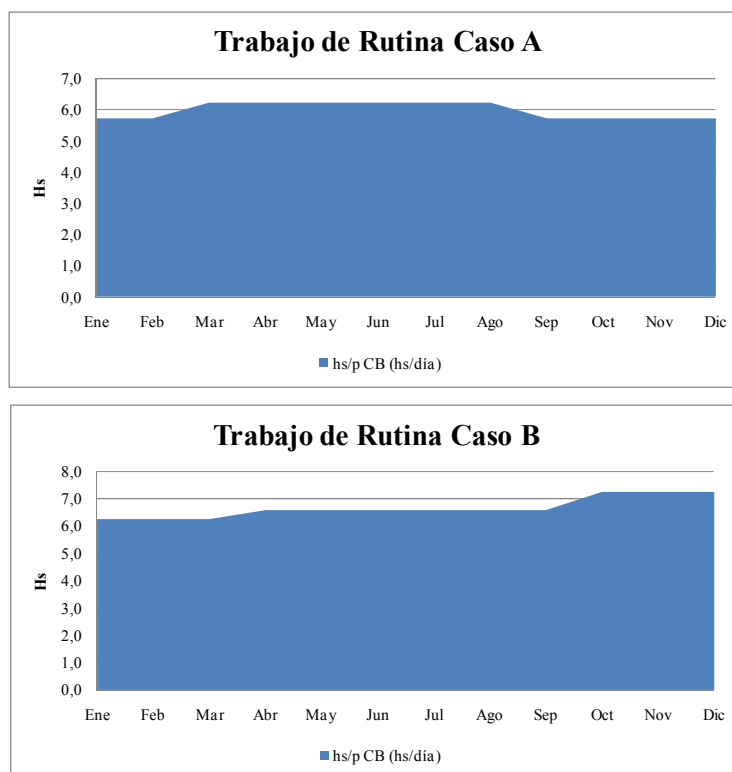 Trabajo de Rutina Caso A
7,0
6,0
5,0
4,0
3,0
2,0
1,0
0,0
Hs
Ene Feb Mar Abr May Jun Jul Ago Sep Oct Nov Dic
hs/p CB (hs/día)
Trabajo de Rutina Caso B
8,0
7,0
6,0
5,0
4,0
3,0
2,0
1,0
0,0
Hs
Ene Feb Mar Abr May Jun Jul Ago Sep Oct Nov Dic
hs/p CB (hs/día)